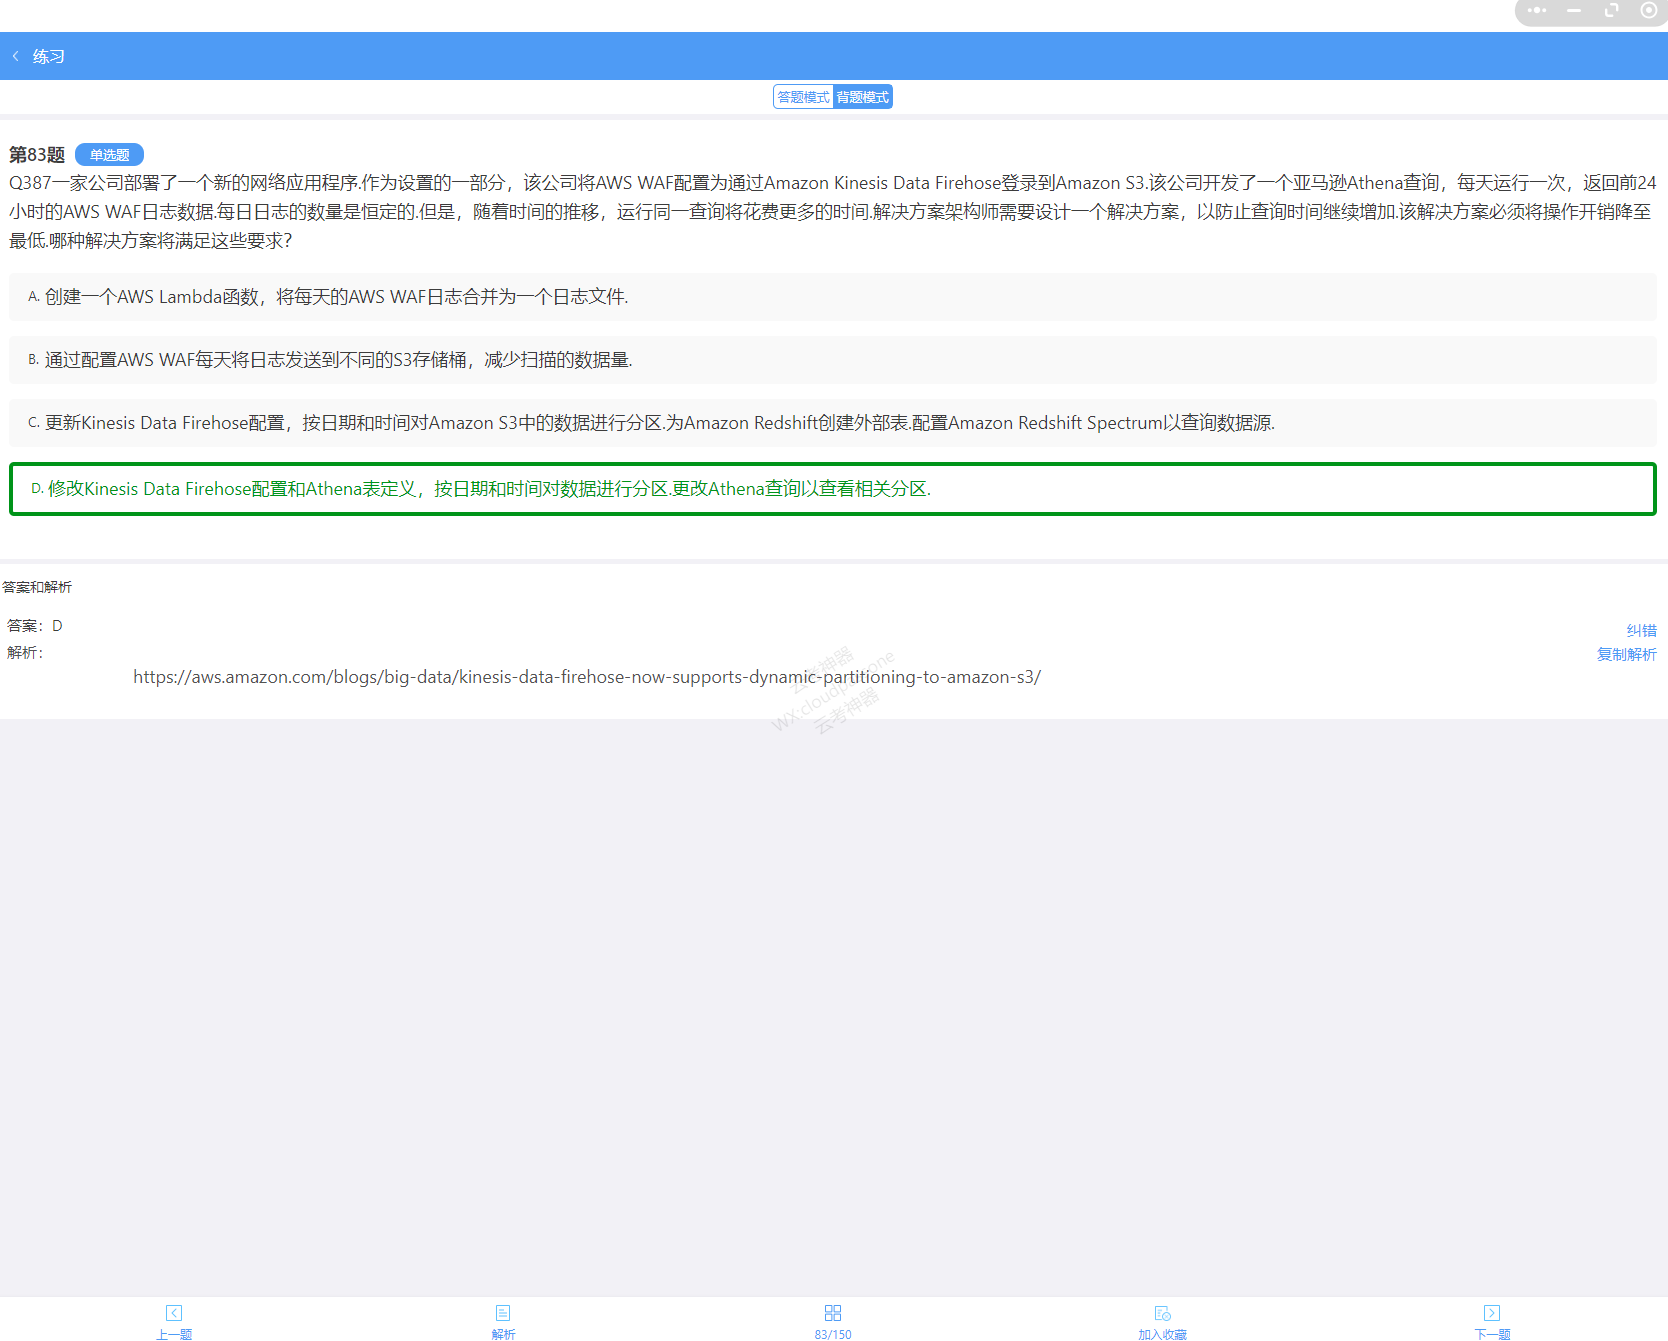 练习
答题模式 背题模式
第83题 单选题
Q387一家公司部署了一个新的网络应用程序.作为设置的一部分，该公司将AWS WAF配置为通过Amazon Kinesis Data Firehose登录到Amazon S3.该公司开发了一个亚马逊Athena查询，每天运行一次，返回前24
小时的AWS WAF日志数据.每日日志的数量是恒定的.但是，随着时间的推移，运行同一查询将花费更多的时间.解决方案架构师需要设计一个解决方案，以防止查询时间继续增加.该解决方案必须将操作开销降至
最低.哪种解决方案将满足这些要求?
A. 创建一个AWS Lambda函数，将每天的AWS WAF日志合并为一个日志文件.
B. 通过配置AWS WAF每天将日志发送到不同的S3存储桶，减少扫描的数据量.
C. 更新Kinesis Data Firehose配置，按日期和时间对Amazon S3中的数据进行分区.为Amazon Redshift创建外部表.配置Amazon Redshift Spectrum以查询数据源.
D. 修改Kinesis Data Firehose配置和Athena表定义，按日期和时间对数据进行分区.更改Athena查询以查看相关分区.
答案和解析
答案：D
纠错
解析：
复制解析
https://aws.amazon.com/blogs/big-data/kinesis-data-firehose-now-supports-dynamic-partitioning-to-amazon-s3/
云考神器
云考神器
上一题 解析 83/150 加入收藏 下一题